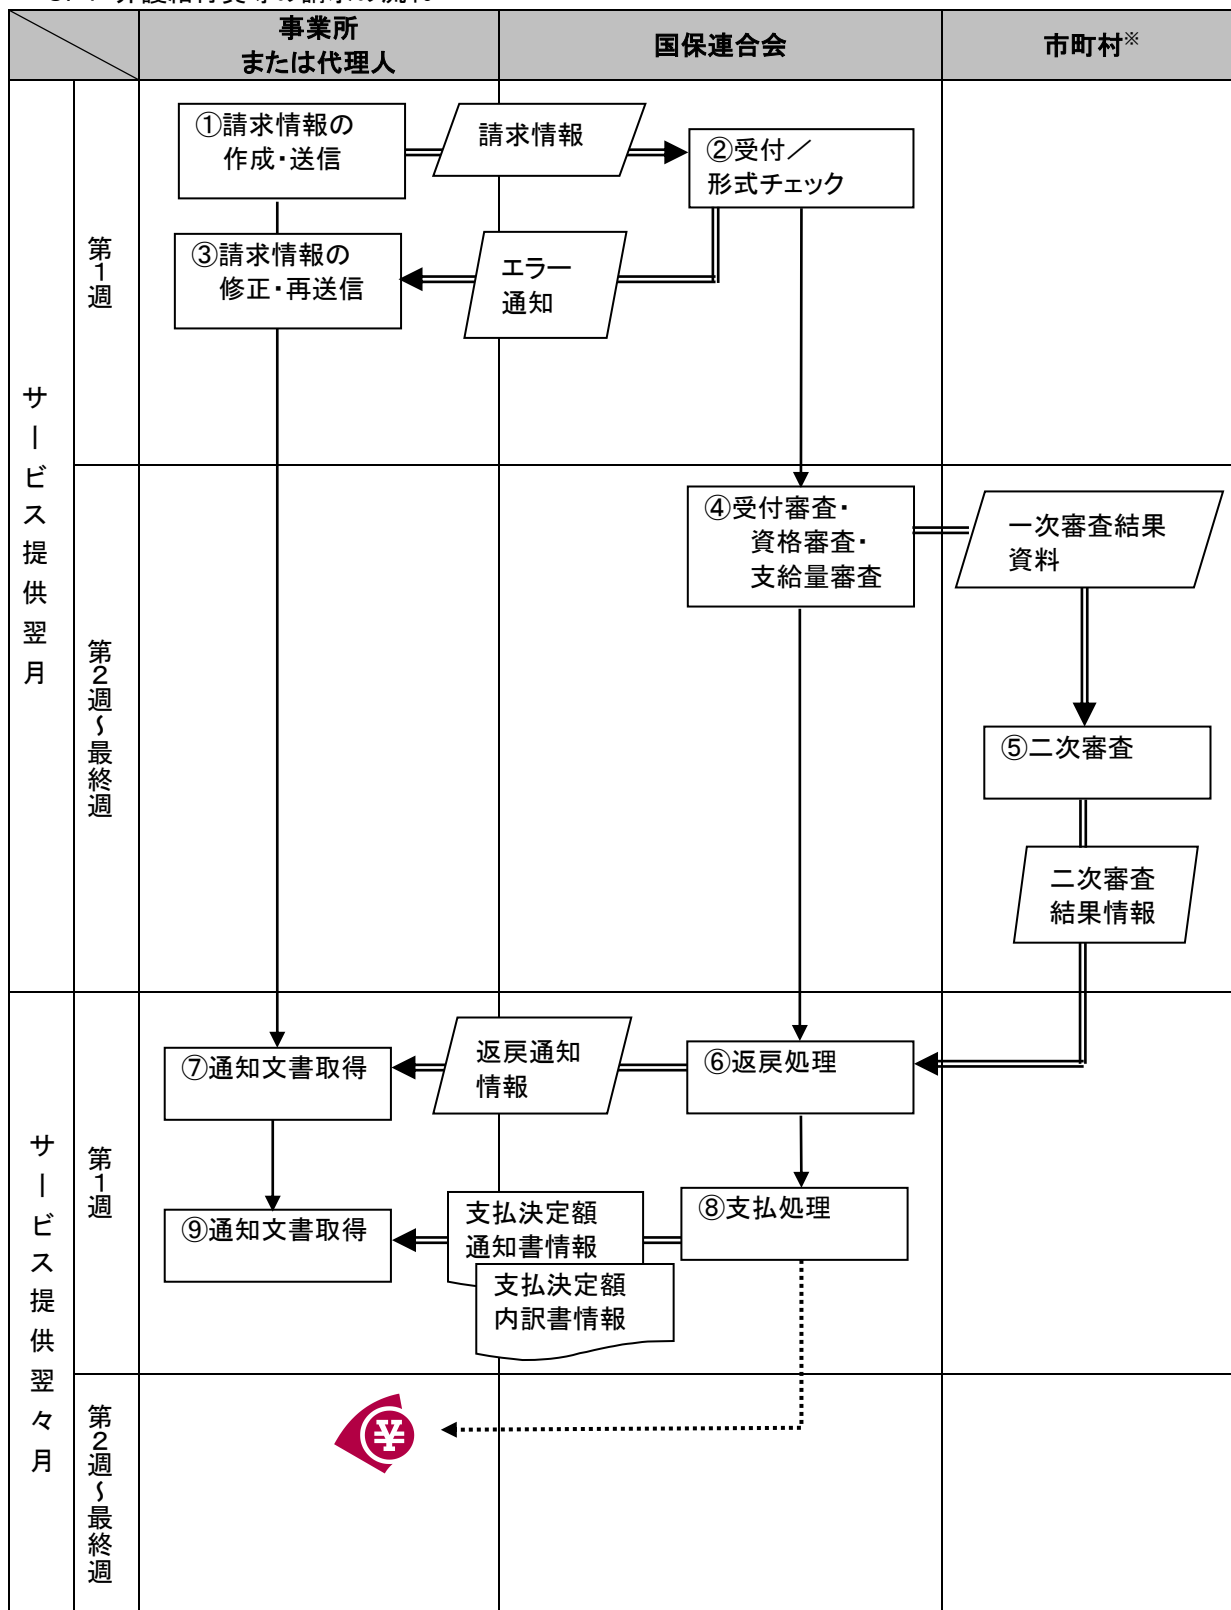 事業所
または代理人
国保連合会
市町村※
サービス提供翌月
第1週
①請求情報の
作成・送信
請求情報
②受付／
形式チェック
③請求情報の
修正・再送信
エラー
通知
第2週～最終週
④受付審査・
資格審査・
支給量審査
一次審査結果
資料
⑤二次審査
二次審査
結果情報
サービス提供翌々月
第1週
⑦通知文書取得
返戻通知
情報
⑥返戻処理
⑨通知文書取得
支払決定額
通知書情報
支払決定額
内訳書情報
⑧支払処理
第2週～最終週
¥